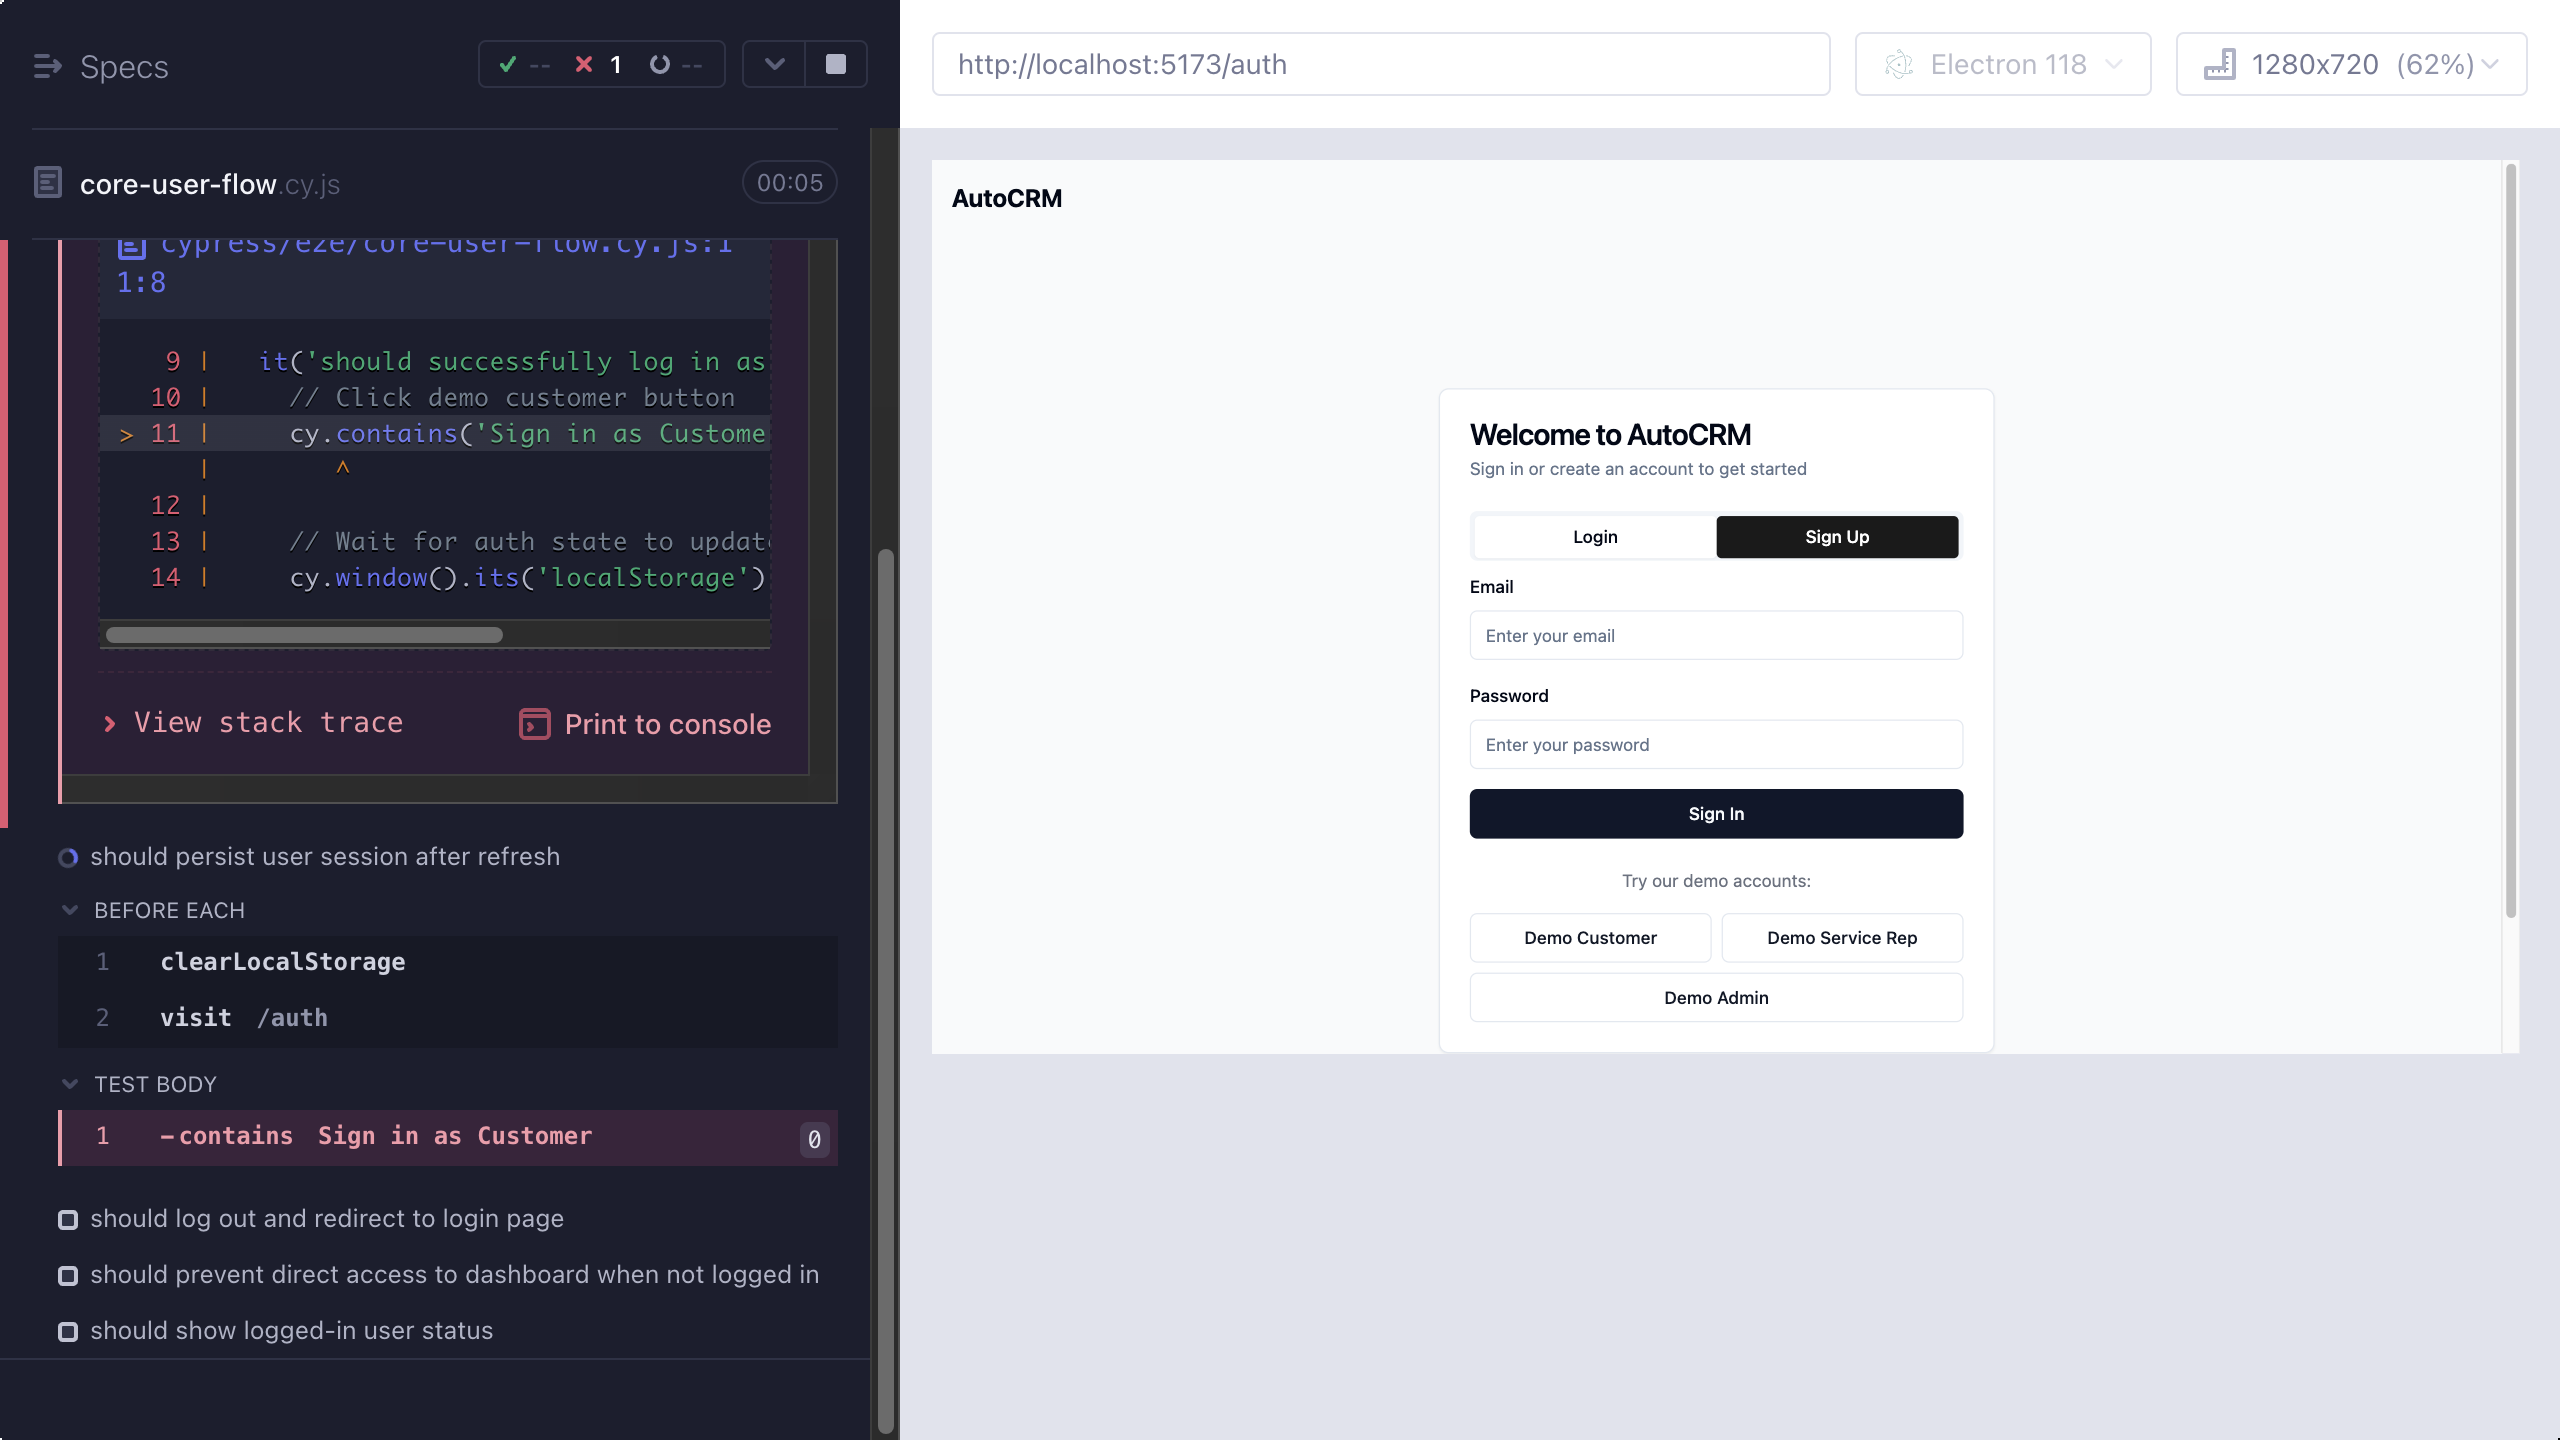 Specs
-- 1 --
core-user-flow.cy.js 00:05
cypress/e2e/core-user-flow.cy.js:1
1:8
9 | it('should successfully log in as
10 | // Click demo customer button
> 11 | cy.contains('Sign in as Custome
| ^
12 |
13 | // Wait for auth state to update
14 | cy.window().its('localStorage')
View stack trace Print to console
should persist user session after refresh
BEFORE EACH
1 clearLocalStorage
2 visit /auth
TEST BODY
1 -contains Sign in as Customer 0
should log out and redirect to login page
should prevent direct access to dashboard when not logged in
should show logged-in user status
http://localhost:5173/auth Electron 118 1280x720 (62%)
AutoCRM
Welcome to AutoCRM
Sign in or create an account to get started
Login Sign Up
Email
Enter your email
Password
Enter your password
Sign In
Try our demo accounts:
Demo Customer Demo Service Rep
Demo Admin